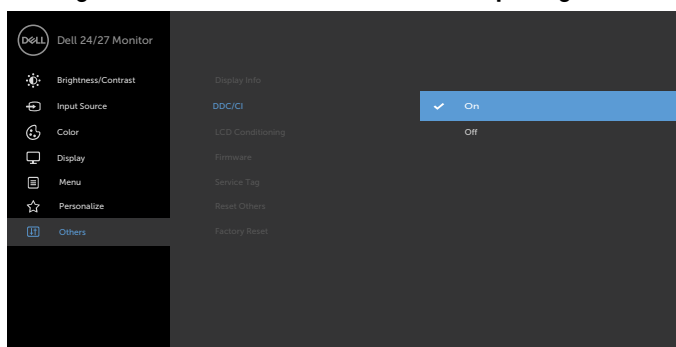 DELL
Dell 24/27 Monitor
Brightness/Contrast
Input Source
Color
Display
Menu
Personalize
Others
Display Info
DDC/CI
LCD Conditioning
Firmware
Service Tag
Reset Others
Factory Reset
On
Off